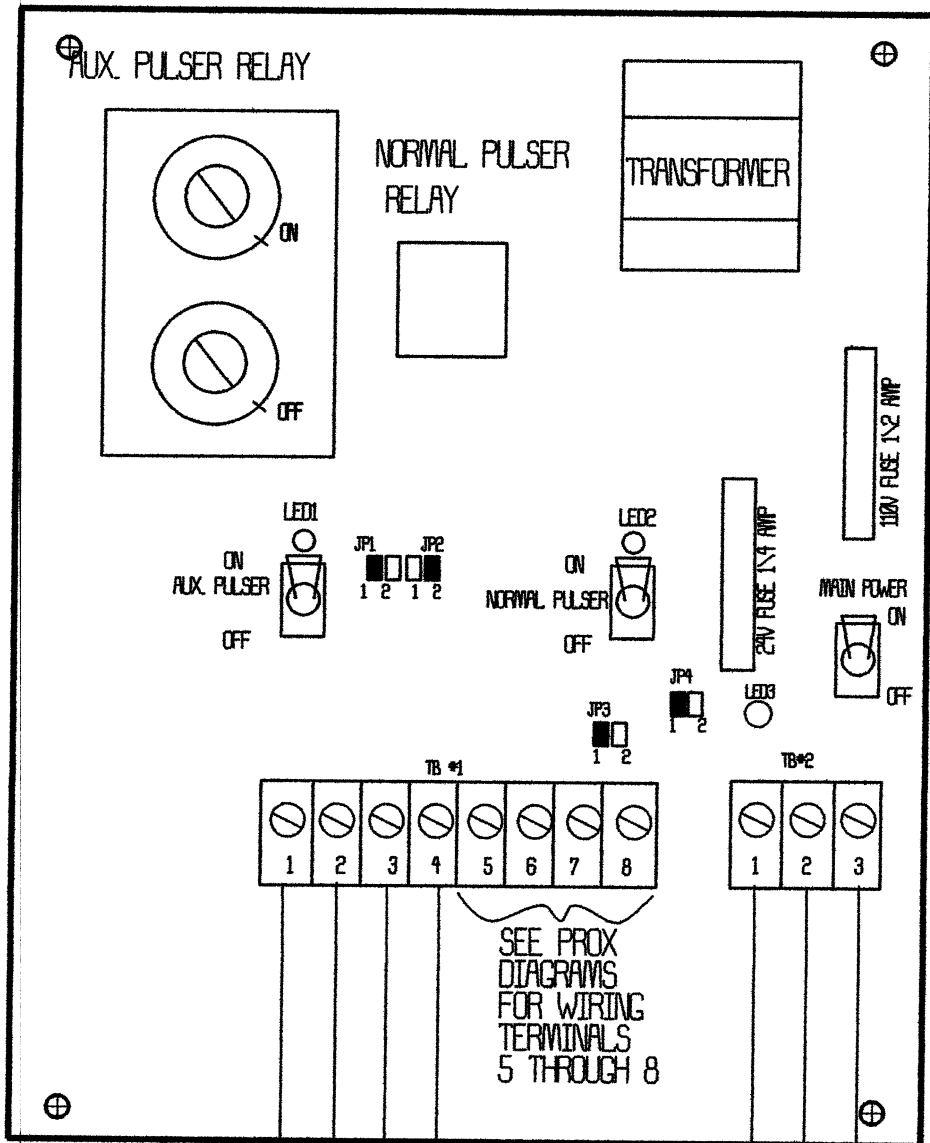 AUX. PULSER RELAY
NORMAL PULSER
RELAY
TRANSFORMER
ON
OFF
110V FUSE 1\2 AMP
24V FUSE 1\4 AMP
LED1
ON
AUX. PULSER
OFF
JP1
JP2
1 2 1 2
LED2
ON
NORMAL PULSER
OFF
MAIN POWER
ON
OFF
JP4
1 2
LED3
JP3
1 2
TB #1
TB#2
1 2 3 4 5 6 7 8
1 2 3
SEE PROX
DIAGRAMS
FOR WIRING
TERMINALS
5 THROUGH 8